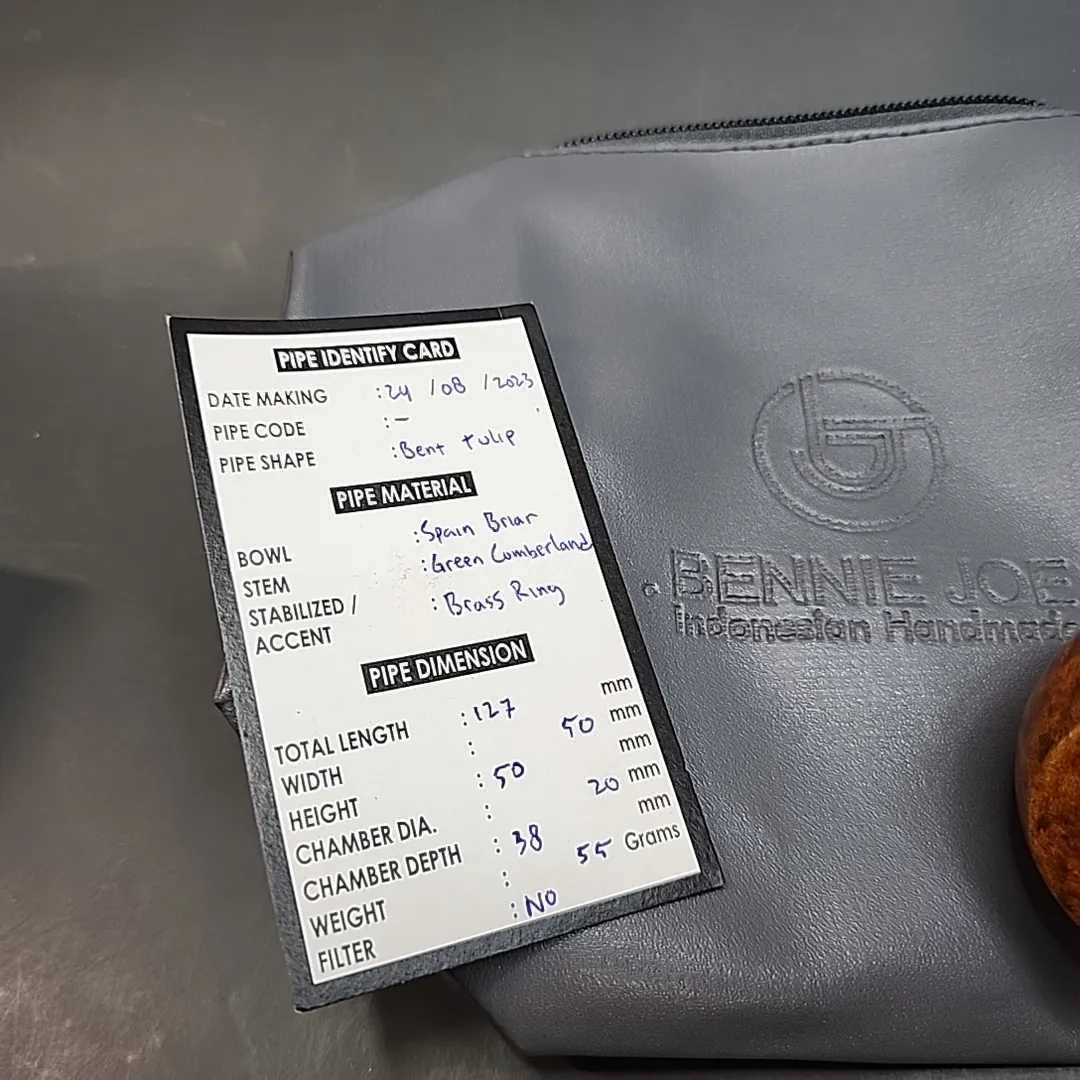 PIPE IDENTIFY CARD
DATE MAKING : 24 / 08 / 2023
PIPE CODE : -
PIPE SHAPE : Bent tulip
PIPE MATERIAL
BOWL : Spain Briar
STEM : Green Cumberland
STABILIZED / ACCENT : Brass Ring
PIPE DIMENSION
TOTAL LENGTH : 127 mm
WIDTH : 50 mm
HEIGHT : 50 mm
CHAMBER DIA. : 20 mm
CHAMBER DEPTH : 38 mm
WEIGHT : 55 Grams
FILTER : NO
BENNIE JOE
Indonesian Handmade